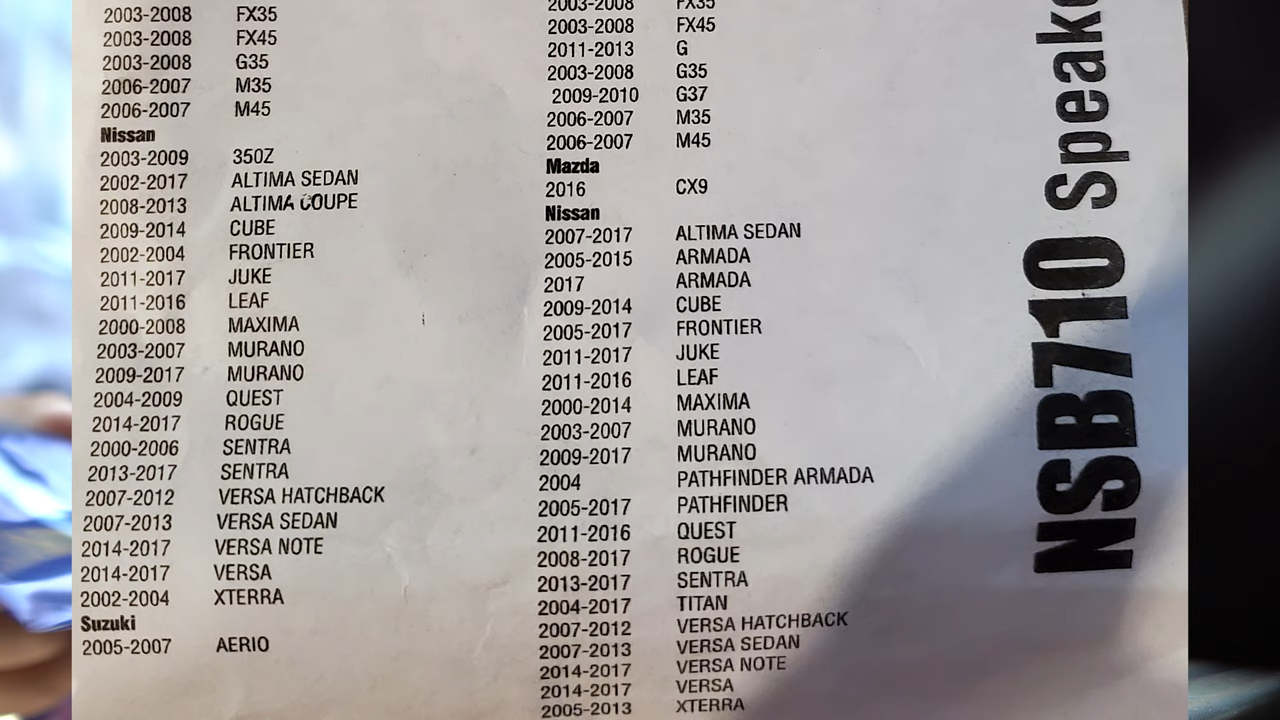 2003-2008 FX35
2003-2008 FX45
2003-2008 G35
2006-2007 M35
2006-2007 M45
Nissan
2003-2009 350Z
2002-2017 ALTIMA SEDAN
2008-2013 ALTIMA COUPE
2009-2014 CUBE
2002-2004 FRONTIER
2011-2017 JUKE
2011-2016 LEAF
2000-2008 MAXIMA
2003-2007 MURANO
2009-2017 MURANO
2004-2009 QUEST
2014-2017 ROGUE
2000-2006 SENTRA
2013-2017 SENTRA
2007-2012 VERSA HATCHBACK
2007-2013 VERSA SEDAN
2014-2017 VERSA NOTE
2014-2017 VERSA
2002-2004 XTERRA
Suzuki
2005-2007 AERIO
2003-2008 FX35
2003-2008 FX45
2011-2013 G
2003-2008 G35
2009-2010 G37
2006-2007 M35
2006-2007 M45
Mazda
2016 CX9
Nissan
2007-2017 ALTIMA SEDAN
2005-2015 ARMADA
2017 ARMADA
2009-2014 CUBE
2005-2017 FRONTIER
2011-2017 JUKE
2011-2016 LEAF
2000-2014 MAXIMA
2003-2007 MURANO
2009-2017 MURANO
2004 PATHFINDER ARMADA
2005-2017 PATHFINDER
2011-2016 QUEST
2008-2017 ROGUE
2013-2017 SENTRA
2004-2017 TITAN
2007-2012 VERSA HATCHBACK
2007-2013 VERSA SEDAN
2014-2017 VERSA NOTE
2014-2017 VERSA
2005-2013 XTERRA
NSB710 Speake